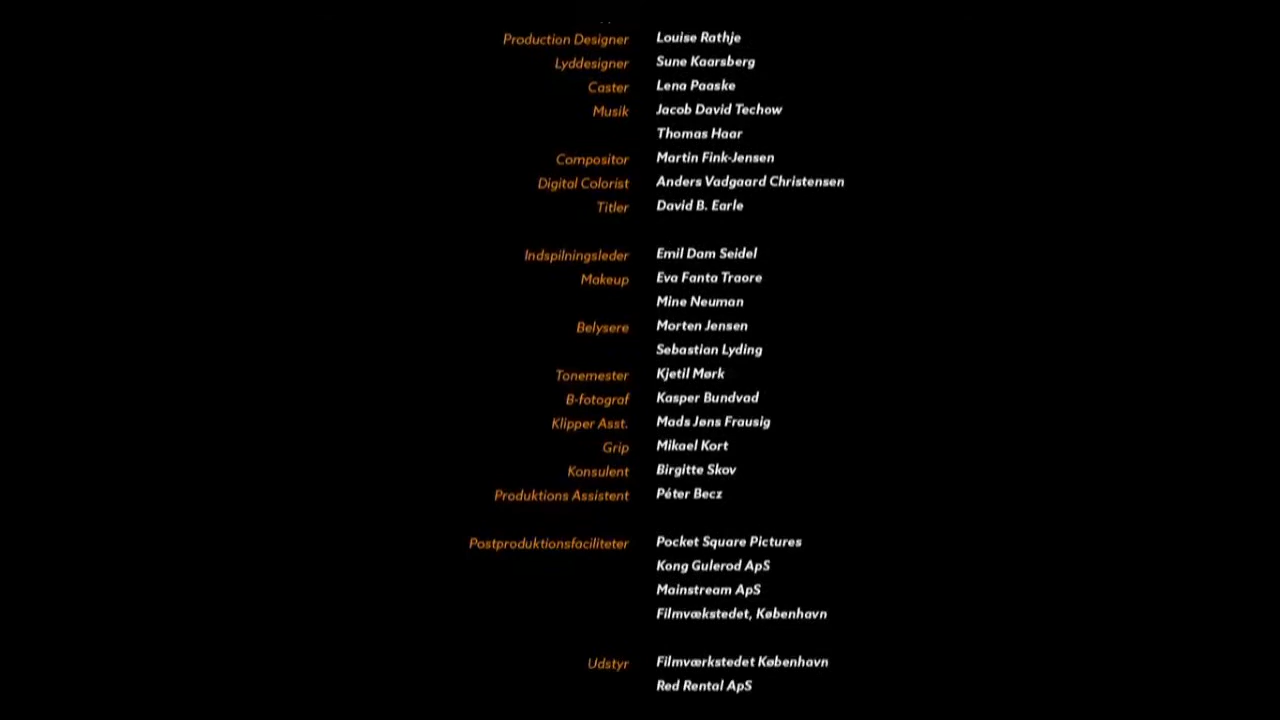 Production Designer Louise Rathje
Lyddesigner Sune Kaarsberg
Caster Lena Paaske
Musik Jacob David Techow
Thomas Haar
Compositor Martin Fink-Jensen
Digital Colorist Anders Vadgaard Christensen
Titler David B. Earle
Indspilningsleder Emil Dam Seidel
Makeup Eva Fanta Traore
Mine Neuman
Belysere Morten Jensen
Sebastian Lyding
Tonemester Kjetil Mørk
B-fotograf Kasper Bundvad
Klipper Asst. Mads Jøns Frausig
Grip Mikael Kort
Konsulent Birgitte Skov
Produktions Assistent Péter Becz
Postproduktionsfaciliteter Pocket Square Pictures
Kong Gulerod ApS
Mainstream ApS
Filmvækstedet, København
Udstyr Filmværkstedet København
Red Rental ApS